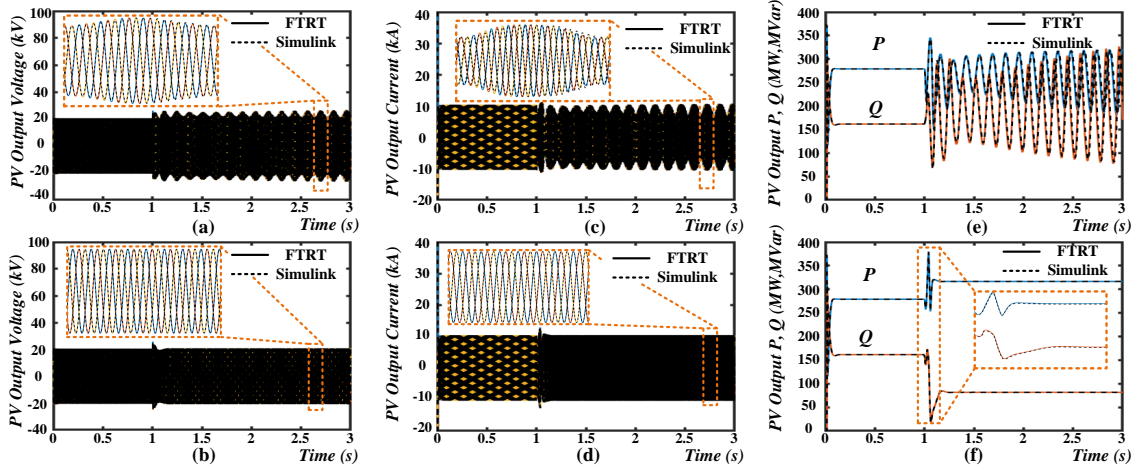 100
80
60
40
20
0
-20
-40
PV Output Voltage (kV)
FTRT
Simulink
0 0.5 1 1.5 2 2.5 3
(a)
Time (s)
40
30
20
10
0
-10
-20
PV Output Current (kA)
FTRT
Simulink
0 0.5 1 1.5 2 2.5 3
(c)
Time (s)
400
350
300
250
200
150
100
50
0
PV Output P, Q (MW,MVar)
FTRT
Simulink
P
Q
0 0.5 1 1.5 2 2.5 3
(e)
Time (s)
100
80
60
40
20
0
-20
-40
PV Output Voltage (kV)
FTRT
Simulink
0 0.5 1 1.5 2 2.5 3
(b)
Time (s)
40
30
20
10
0
-10
-20
PV Output Current (kA)
FTRT
Simulink
0 0.5 1 1.5 2 2.5 3
(d)
Time (s)
400
350
300
250
200
150
100
50
0
PV Output P, Q (MW,MVar)
FTRT
Simulink
P
Q
0 0.5 1 1.5 2 2.5 3
(f)
Time (s)